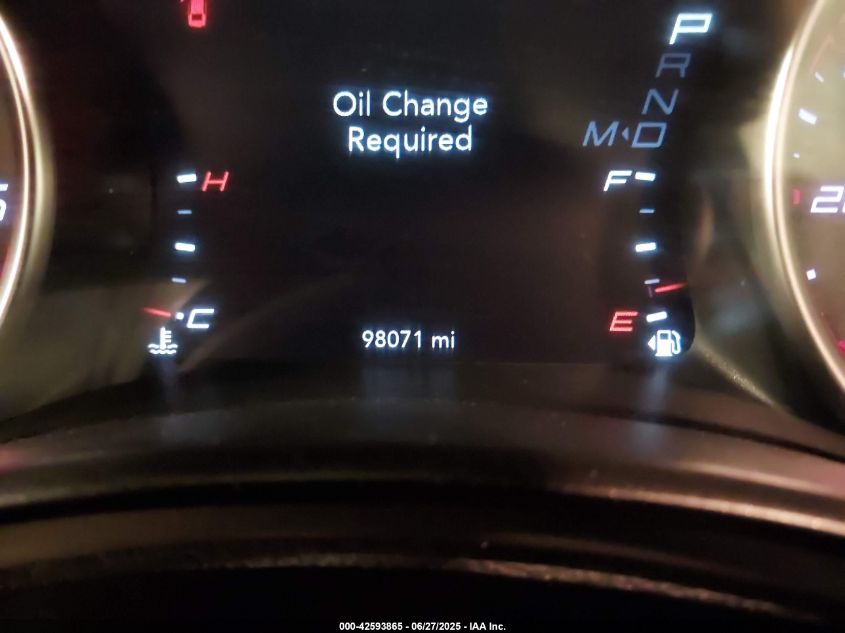 P
R
N
M D
Oil Change
Required
H
F
C
E
98071 mi
000-42593865 - 06/27/2025 - IAA Inc.